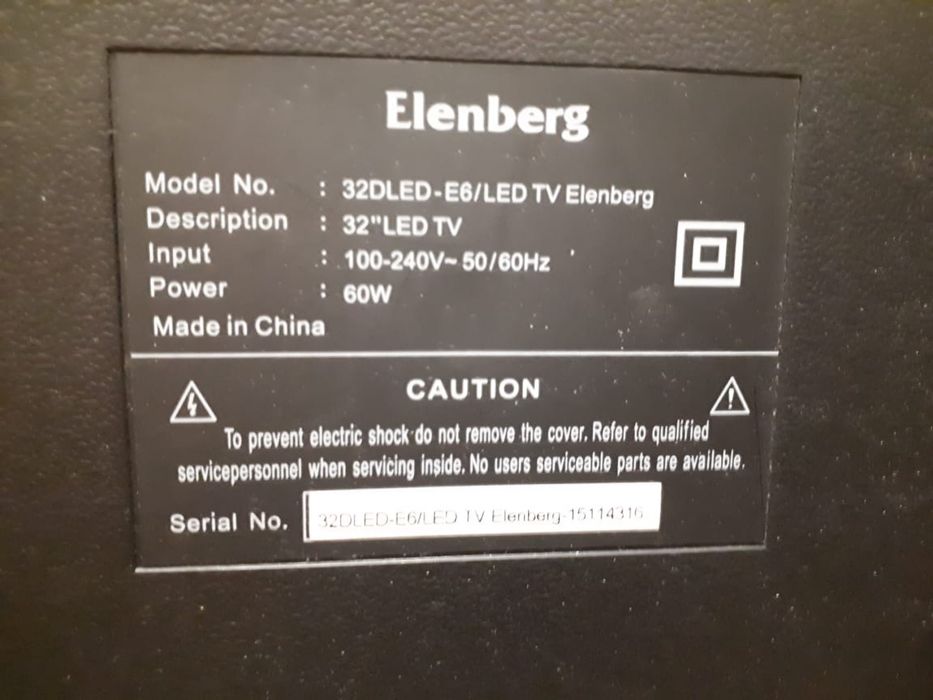 Elenberg
Model No. : 32DLED-E6/LED TV Elenberg
Description : 32"LED TV
Input : 100-240V~ 50/60Hz
Power : 60W
Made in China
CAUTION
To prevent electric shock do not remove the cover. Refer to qualified
servicepersonnel when servicing inside. No users serviceable parts are available.
Serial No. 32DLED-E6/LED TV Elenberg-15114316